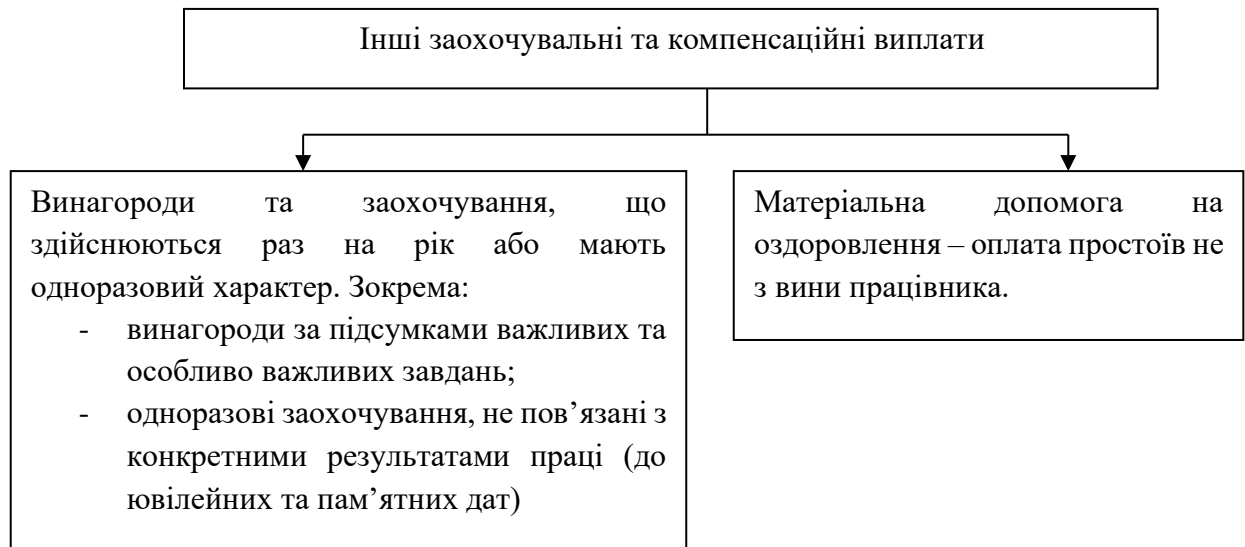 Інші заохочувальні та компенсаційні виплати
Винагороди та заохочування, що
здійснюються раз на рік або мають
одноразовий характер. Зокрема:
- винагороди за підсумками важливих та
особливо важливих завдань;
- одноразові заохочування, не пов’язані з
конкретними результатами праці (до
ювілейних та пам’ятних дат)
Матеріальна допомога на
оздоровлення – оплата простоїв не
з вини працівника.